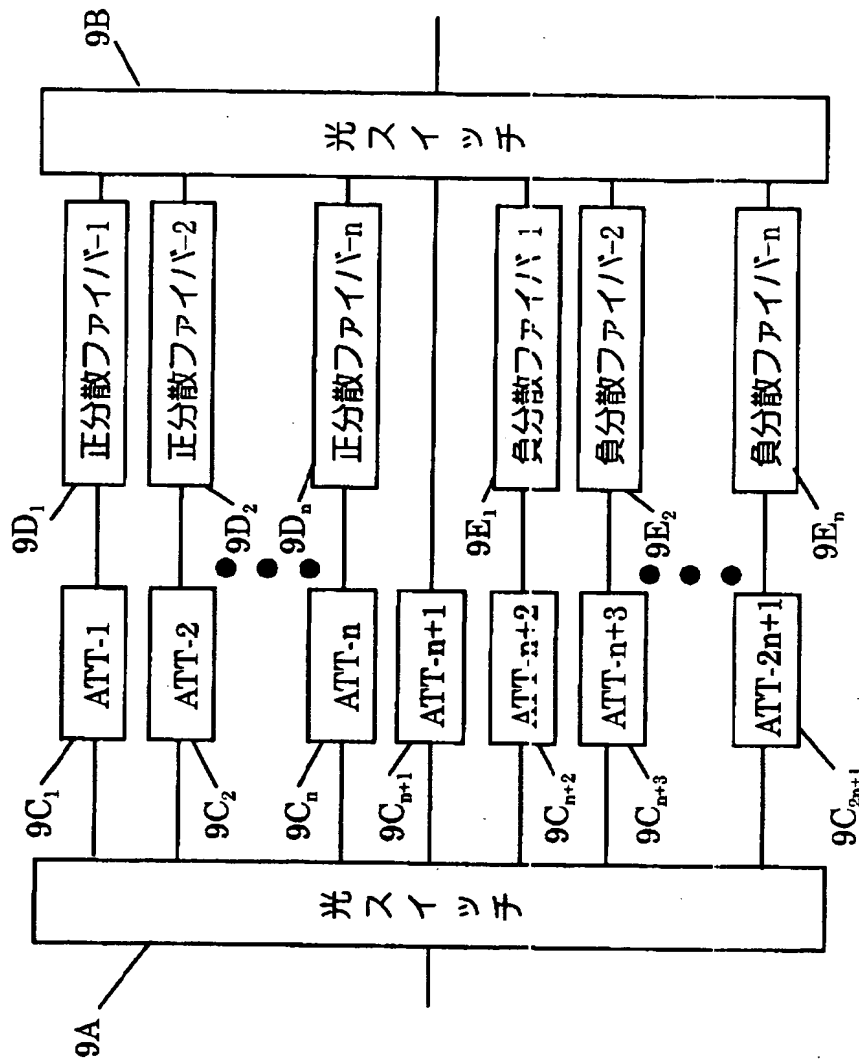 9A
光スイッチ
9C₁
ATT-1
9D₁
正分散ファイバ-1
9C₂
ATT-2
9D₂
正分散ファイバ-2
9Cₙ
ATT-n
9Dₙ
正分散ファイバ-n
9Cₙ₊₁
ATT-n+1
9Cₙ₊₂
ATT-n+2
9E₁
負分散ファイバ 1
9Cₙ₊₃
ATT-n+3
9E₂
負分散ファイバ-2
9C₂ₙ₊₁
ATT-2n+1
9Eₙ
負分散ファイバ-n
光スイッチ
9B